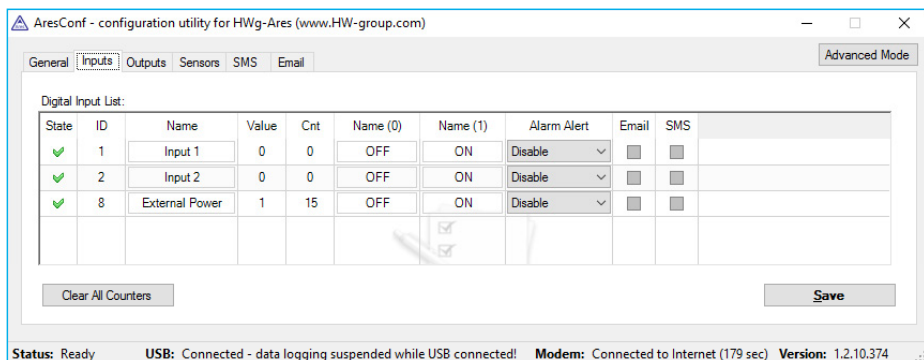 AresConf - configuration utility for HWg-Ares (www.HW-group.com)
General Inputs Outputs Sensors SMS Email Advanced Mode
Digital Input List:
State ID Name Value Cnt Name (0) Name (1) Alarm Alert Email SMS
1 Input 1 0 0 OFF ON Disable
2 Input 2 0 0 OFF ON Disable
8 External Power 1 15 OFF ON Disable
Clear All Counters Save
Status: Ready USB: Connected - data logging suspended while USB connected! Modem: Connected to Internet (179 sec) Version: 1.2.10.374